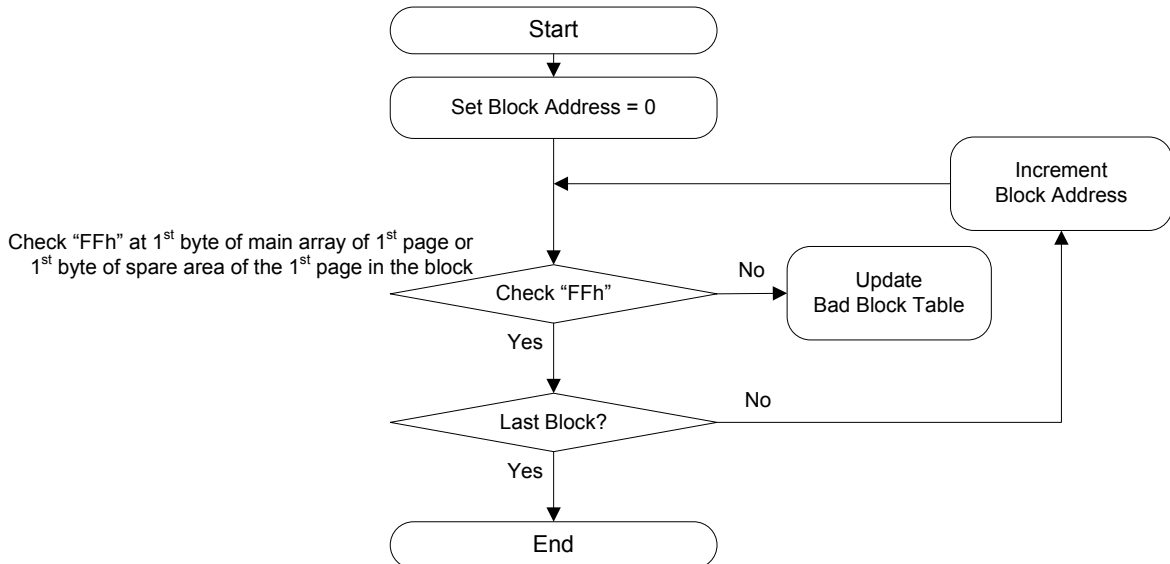 Start
Set Block Address = 0
Increment
Block Address
Check “FFh” at 1st byte of main array of 1st page or
1st byte of spare area of the 1st page in the block
Check “FFh”
No
Update
Bad Block Table
Yes
Last Block?
No
Yes
End